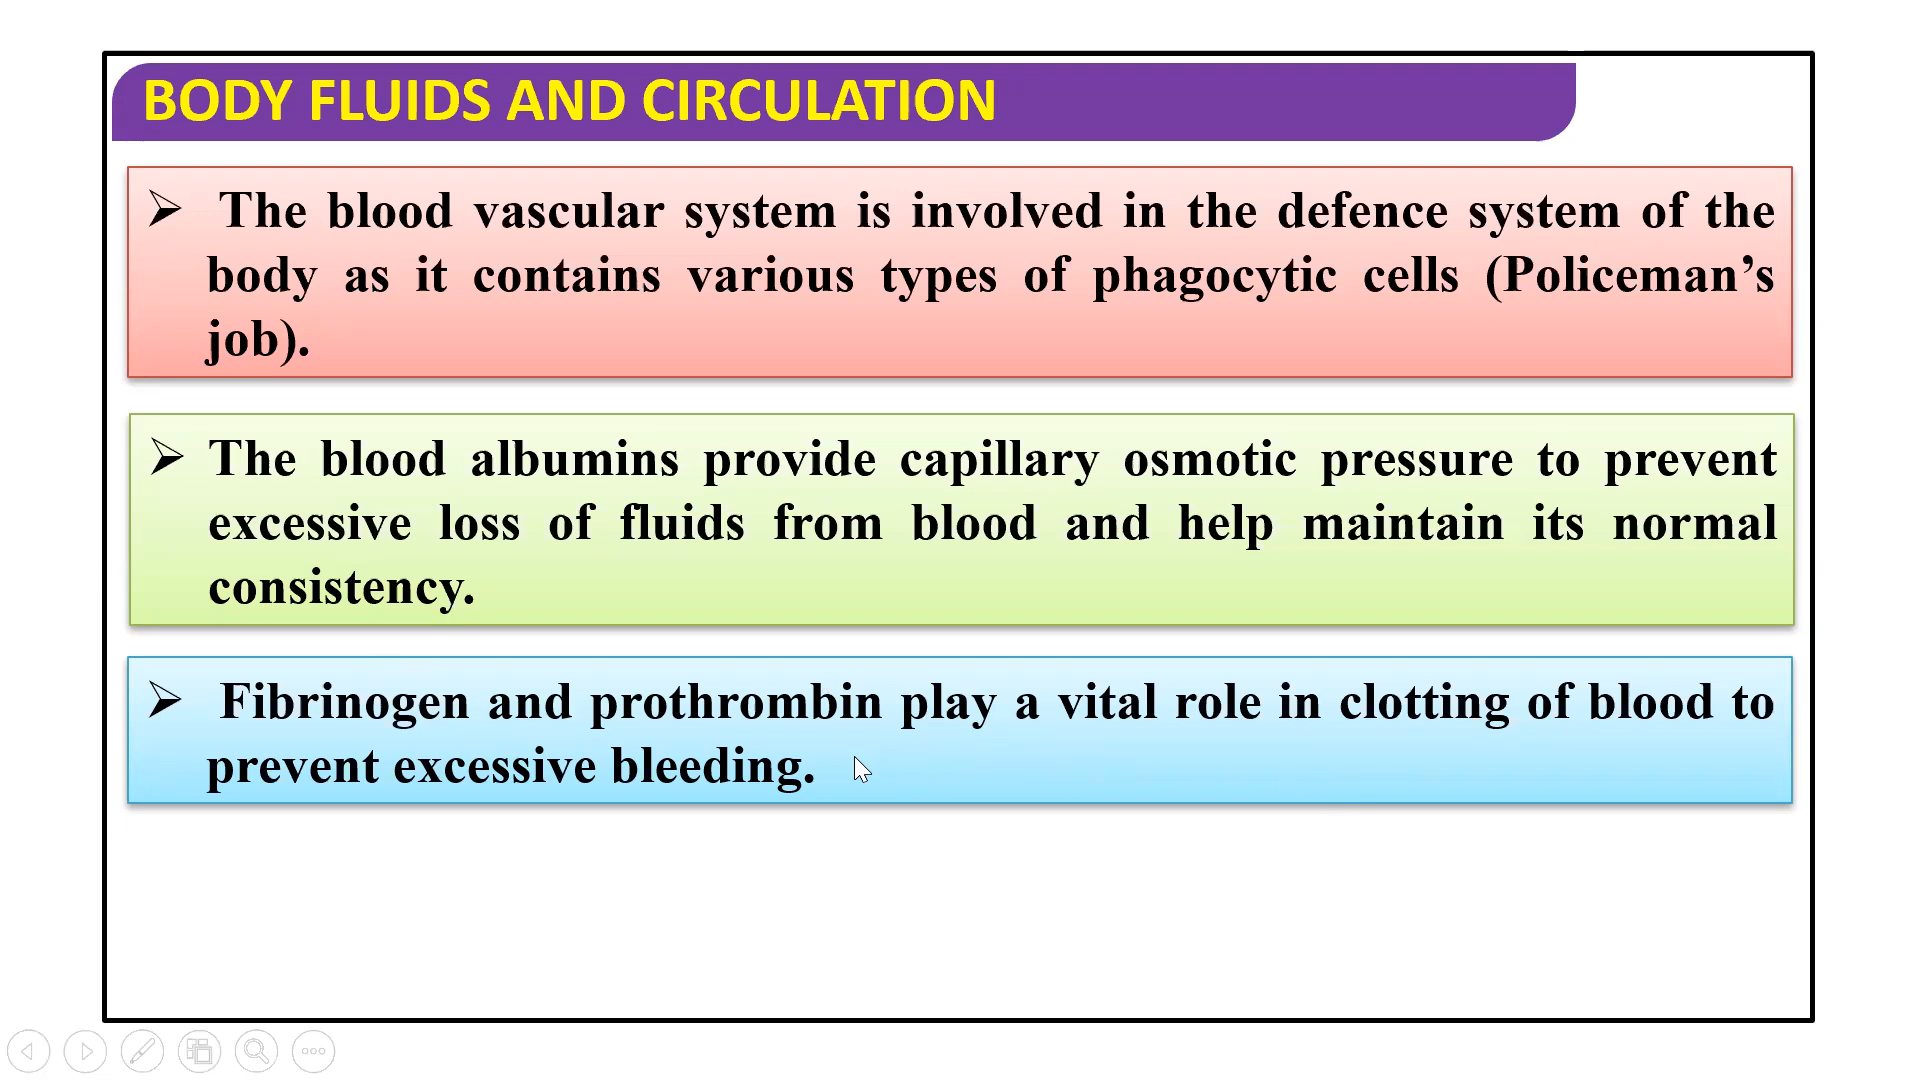 BODY FLUIDS AND CIRCULATION
➢ The blood vascular system is involved in the defence system of the
body as it contains various types of phagocytic cells (Policeman’s
job).
➢ The blood albumins provide capillary osmotic pressure to prevent
excessive loss of fluids from blood and help maintain its normal
consistency.
➢ Fibrinogen and prothrombin play a vital role in clotting of blood to
prevent excessive bleeding.